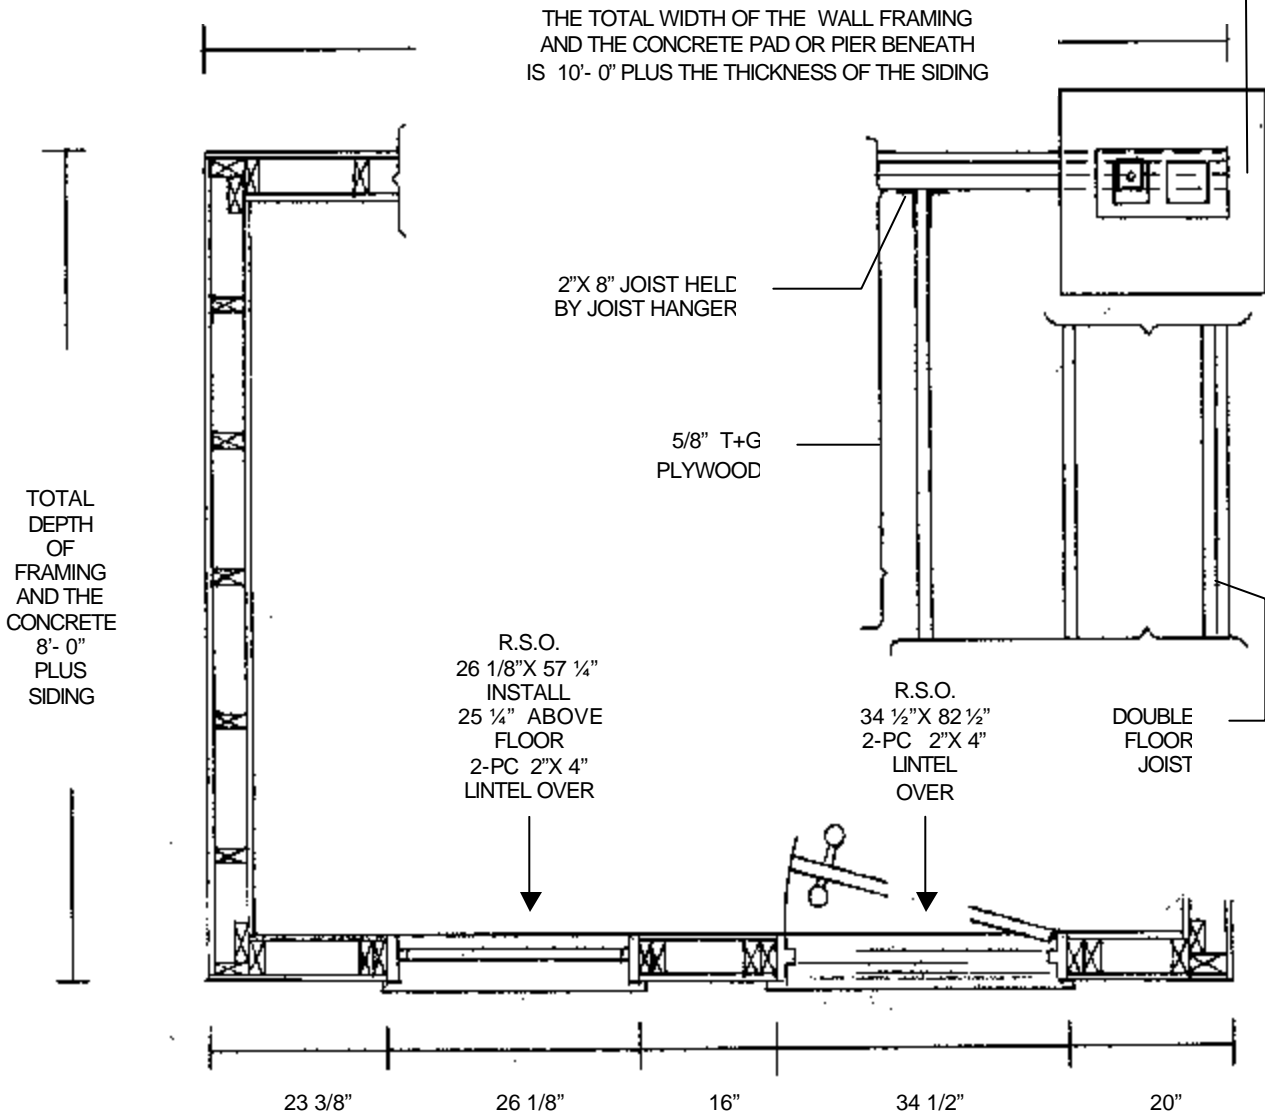 THE TOTAL WIDTH OF THE WALL FRAMING
AND THE CONCRETE PAD OR PIER BENEATH
IS 10'- 0" PLUS THE THICKNESS OF THE SIDING
2"X 8" JOIST HELD
BY JOIST HANGER
5/8" T+G
PLYWOOD
TOTAL
DEPTH
OF
FRAMING
AND THE
CONCRETE
8'- 0"
PLUS
SIDING
R.S.O.
26 1/8"X 57 ¼"
INSTALL
25 ¼" ABOVE
FLOOR
2-PC 2"X 4"
LINTEL OVER
R.S.O.
34 ½"X 82 ½"
2-PC 2"X 4"
LINTEL
OVER
DOUBLE
FLOOR
JOIST
23 3/8"
26 1/8"
16"
34 1/2"
20"